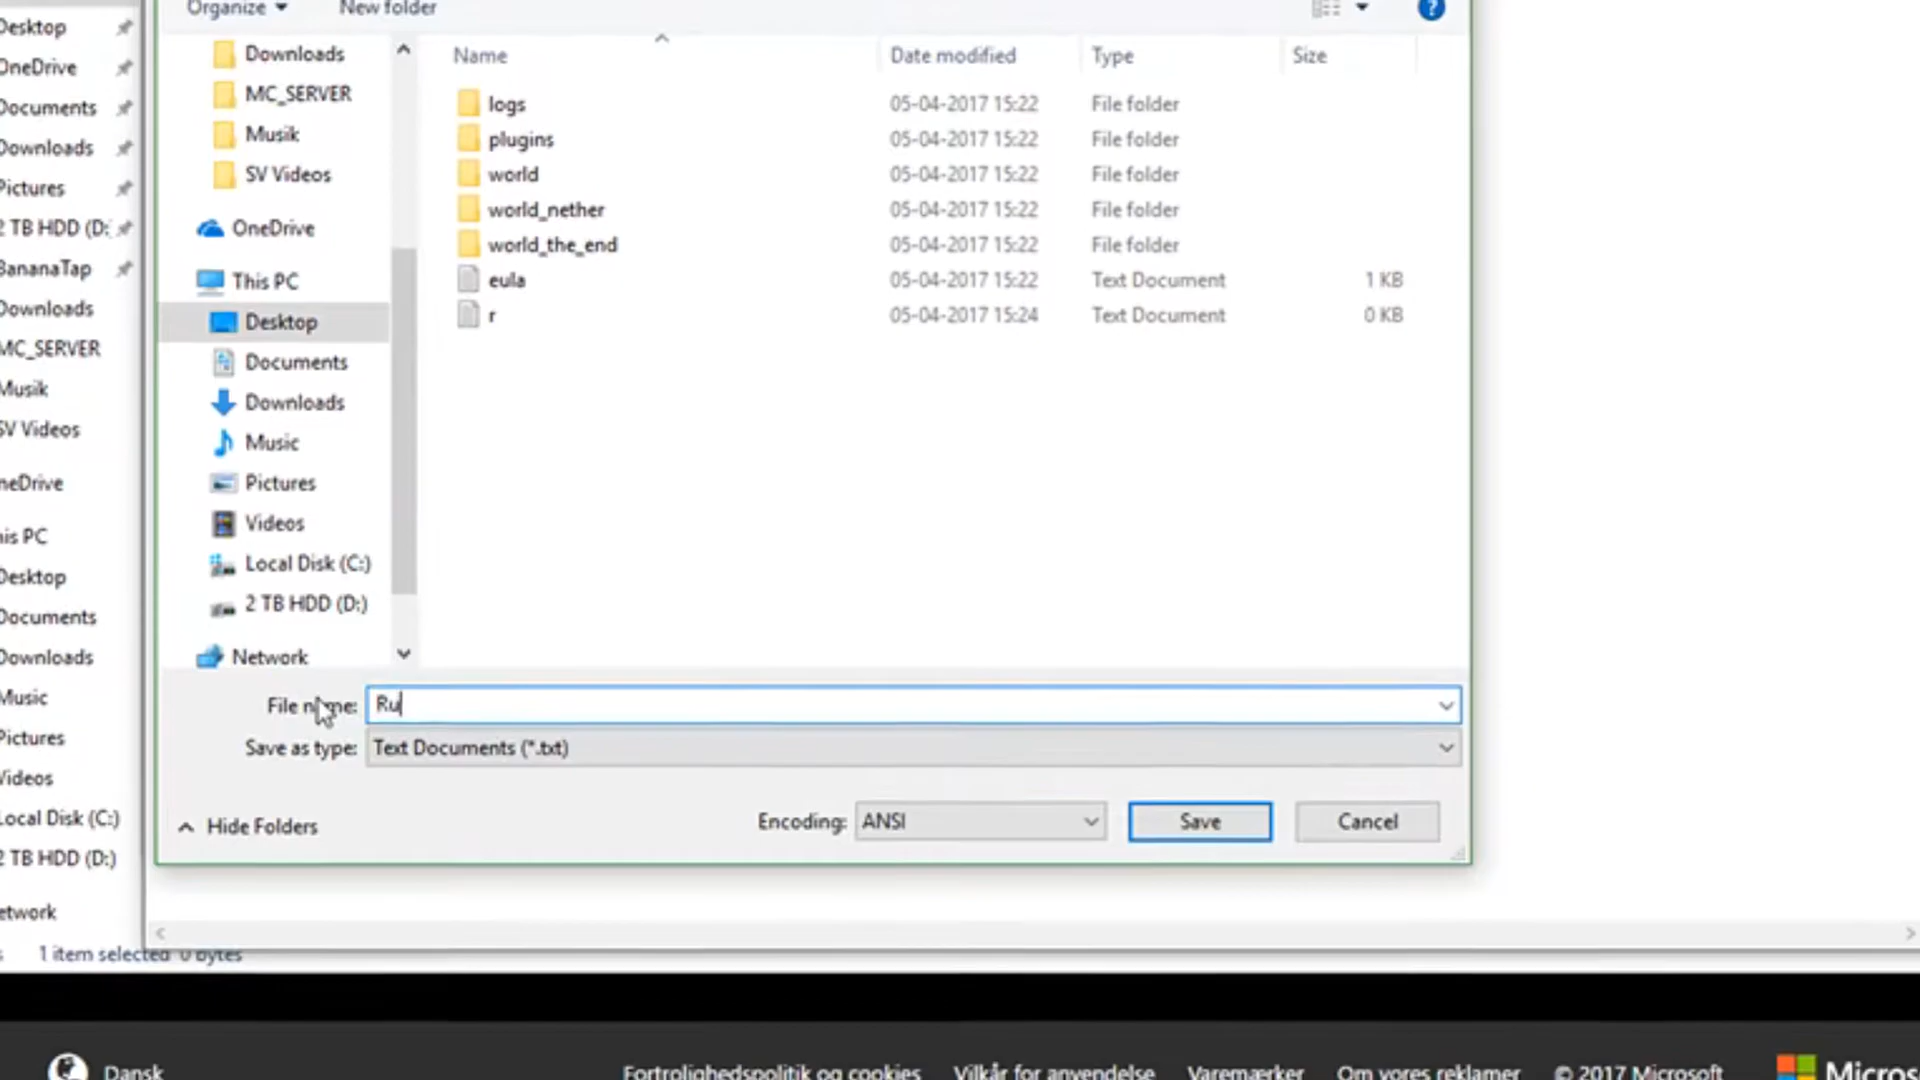 Organize New folder
Desktop
OneDrive
Documents
Downloads
Pictures
2 TB HDD (D:
BananaTap
Downloads
MC_SERVER
Musik
SV Videos
neDrive
his PC
Desktop
Documents
Downloads
Music
Pictures
Videos
Local Disk (C:)
2 TB HDD (D:)
etwork
Downloads
MC_SERVER
Musik
SV Videos
OneDrive
This PC
Desktop
Documents
Downloads
Music
Pictures
Videos
Local Disk (C:)
2 TB HDD (D:)
Network
Name Date modified Type Size
logs 05-04-2017 15:22 File folder
plugins 05-04-2017 15:22 File folder
world 05-04-2017 15:22 File folder
world_nether 05-04-2017 15:22 File folder
world_the_end 05-04-2017 15:22 File folder
eula 05-04-2017 15:22 Text Document 1 KB
r 05-04-2017 15:24 Text Document 0 KB
File name: Ru
Save as type: Text Documents (*.txt)
Hide Folders Encoding: ANSI Save Cancel
1 item selected 0 bytes
Dansk Fortrolighedspolitik og cookies Vilkår for anvendelse Varemærker Om vores reklamer © 2017 Microsoft Micros